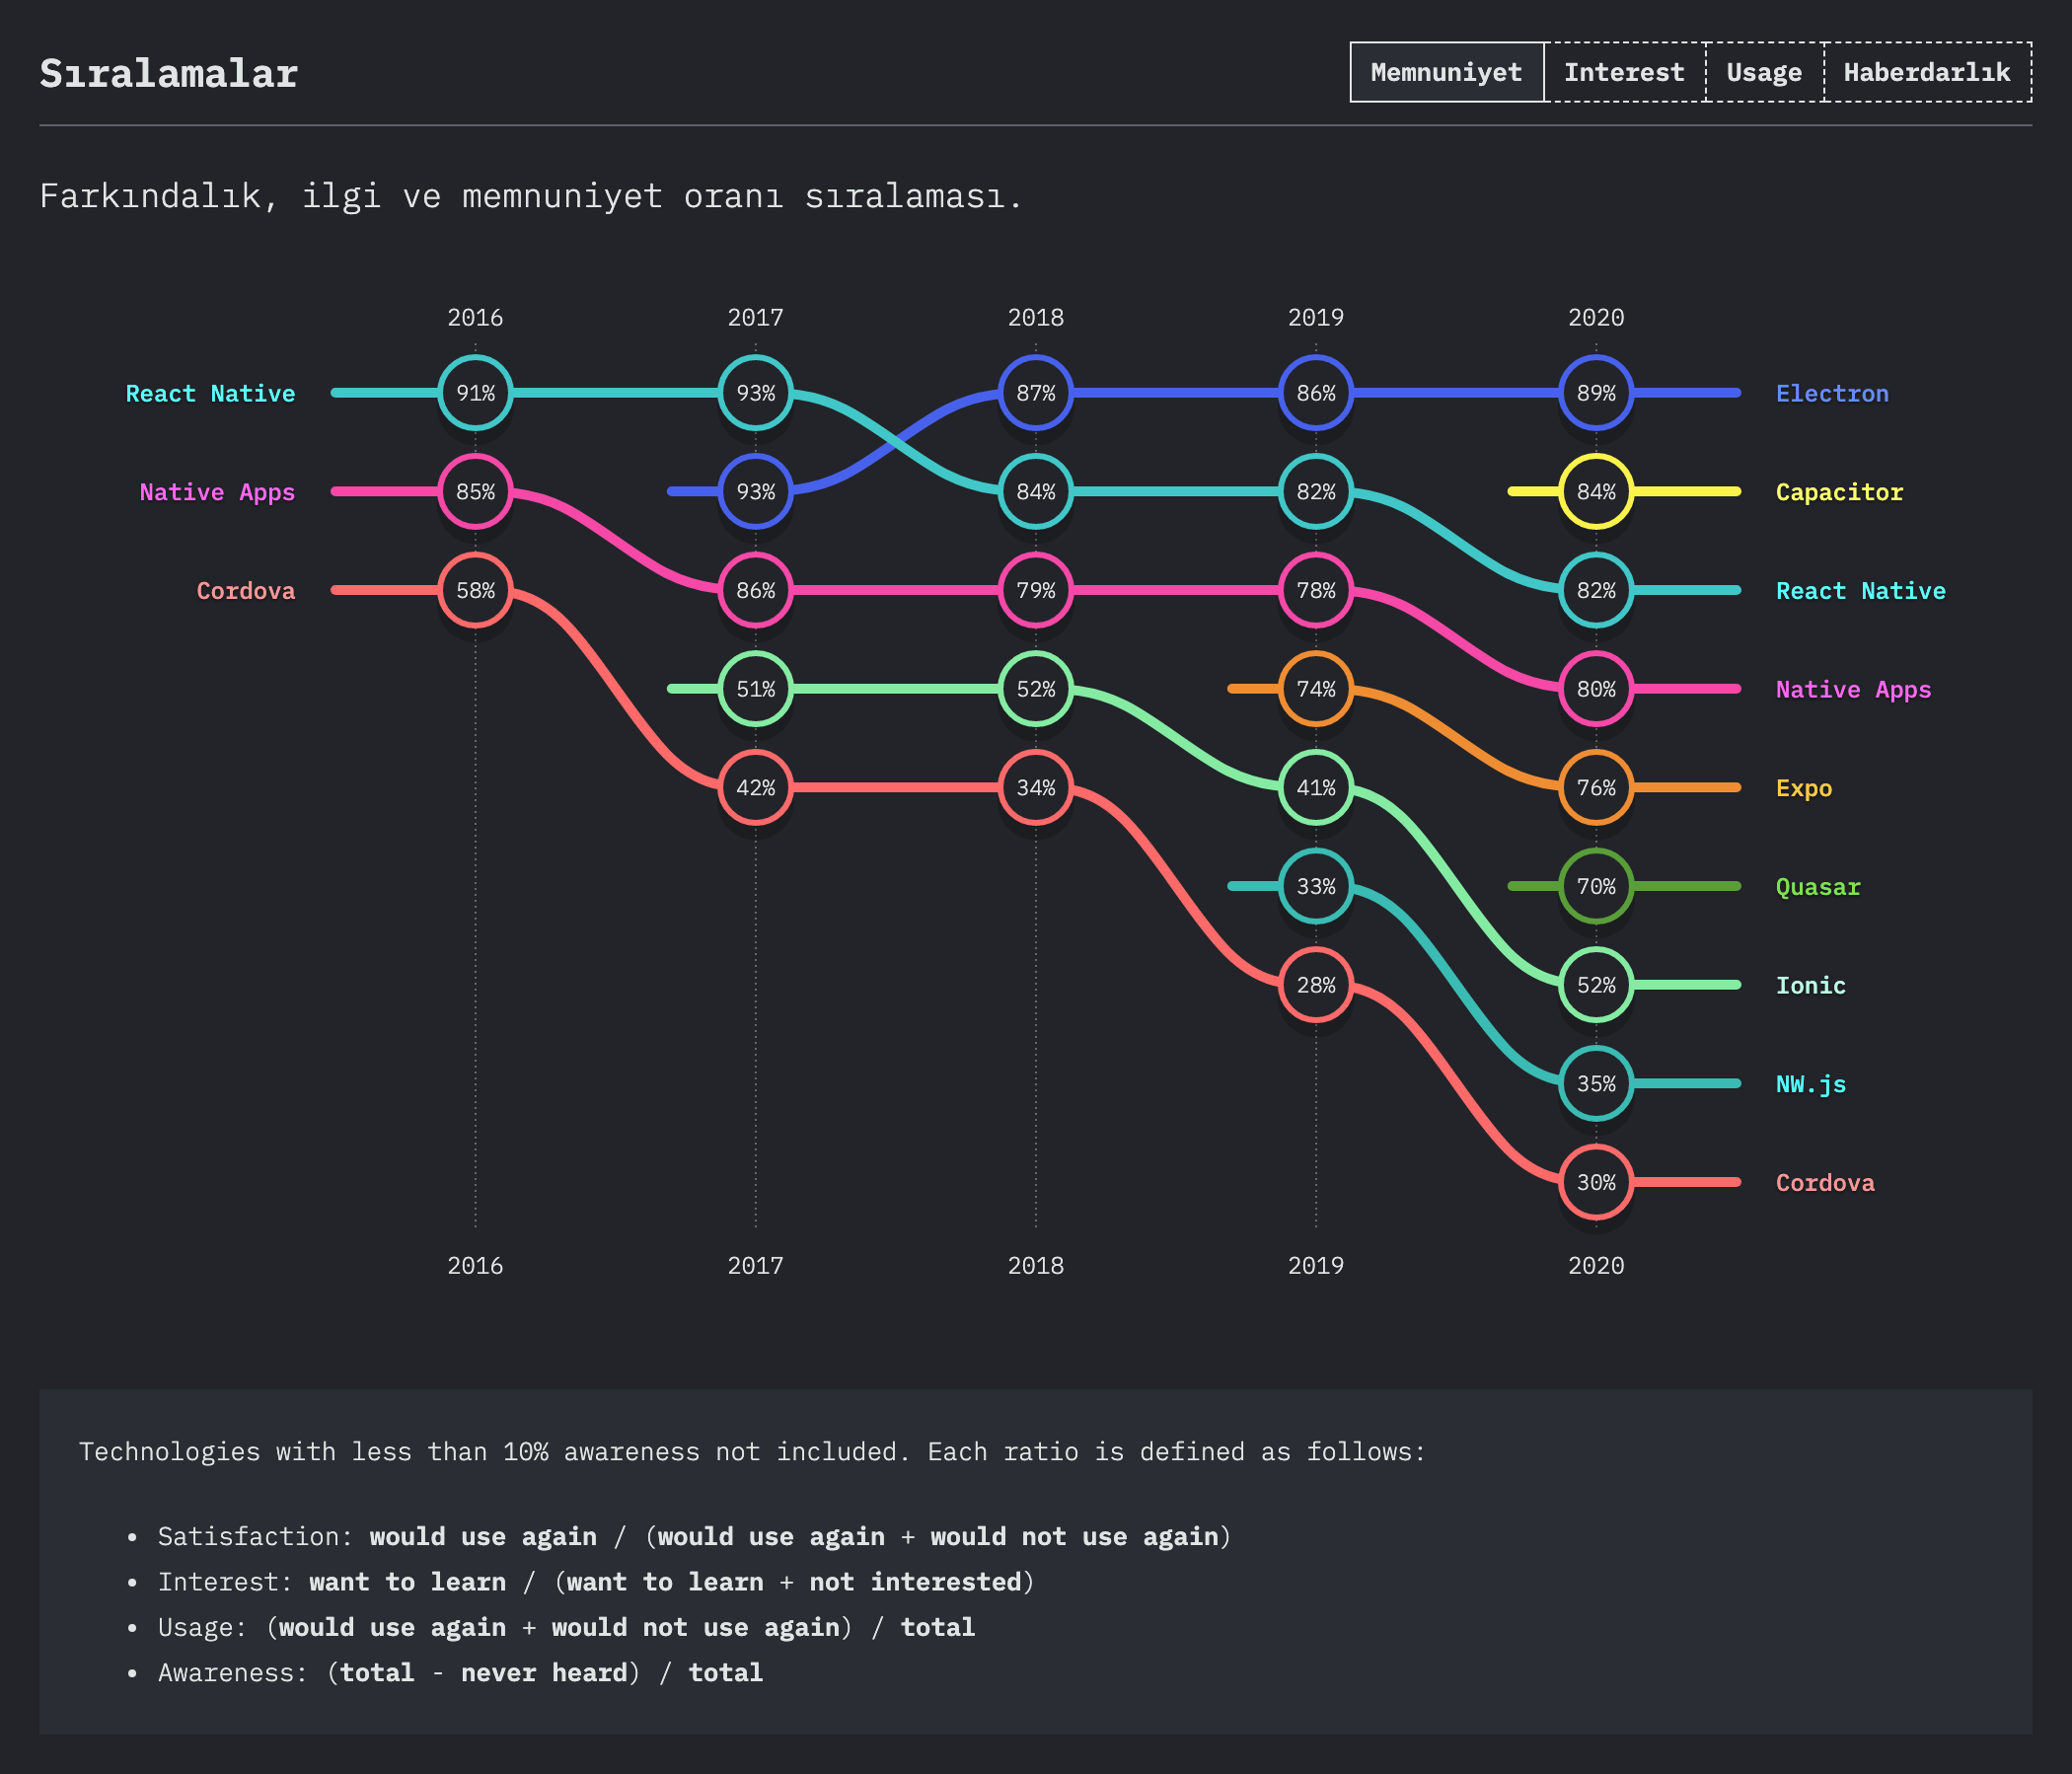 Sıralamalar
Memnuniyet Interest Usage Haberdarlık
Farkındalık, ilgi ve memnuniyet oranı sıralaması.
2016 2017 2018 2019 2020
React Native 91% 93% 87% 86% 89% Electron
Native Apps 85% 93% 84% 82% 84% Capacitor
Cordova 58% 86% 79% 78% 82% React Native
51% 52% 74% 80% Native Apps
42% 34% 41% 76% Expo
33% 70% Quasar
28% 52% Ionic
35% NW.js
30% Cordova
2016 2017 2018 2019 2020
Technologies with less than 10% awareness not included. Each ratio is defined as follows:
• Satisfaction: would use again / (would use again + would not use again)
• Interest: want to learn / (want to learn + not interested)
• Usage: (would use again + would not use again) / total
• Awareness: (total - never heard) / total